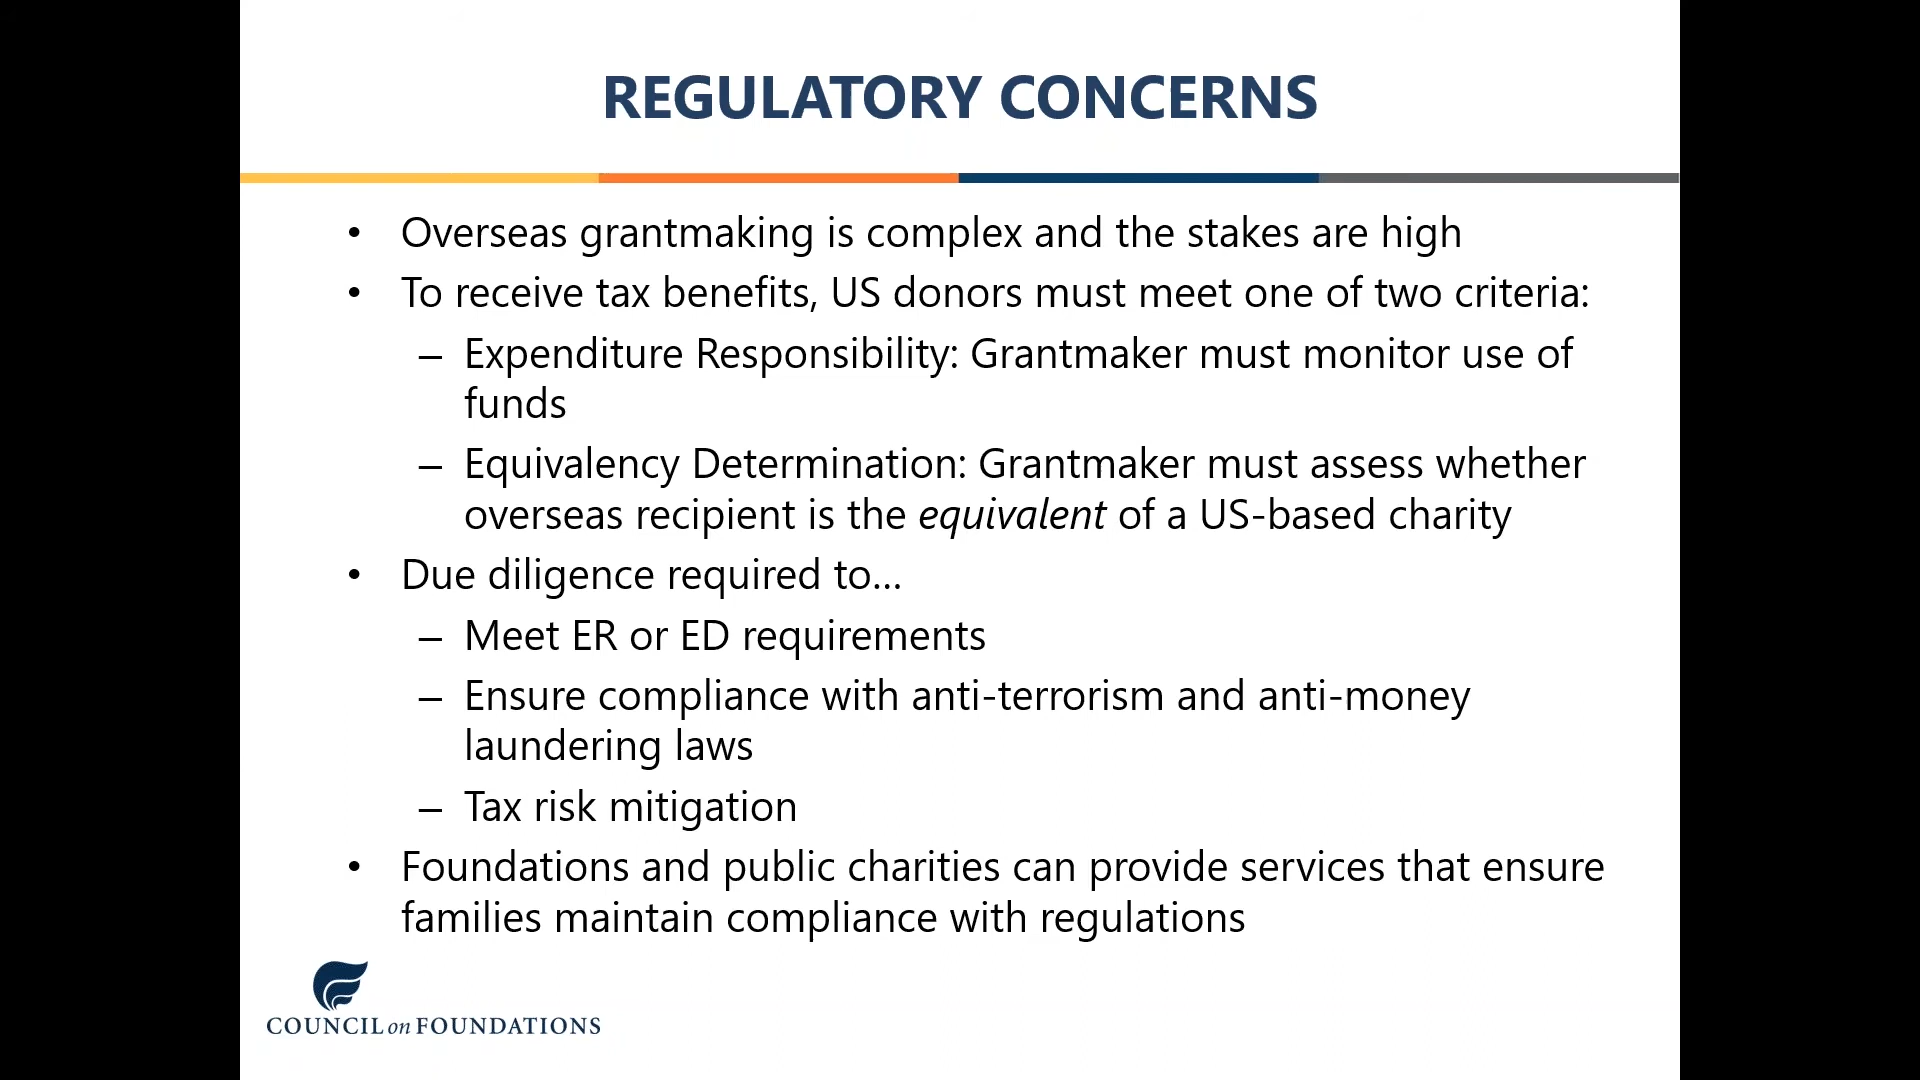 REGULATORY CONCERNS
• Overseas grantmaking is complex and the stakes are high
• To receive tax benefits, US donors must meet one of two criteria:
– Expenditure Responsibility: Grantmaker must monitor use of
funds
– Equivalency Determination: Grantmaker must assess whether
overseas recipient is the equivalent of a US-based charity
• Due diligence required to…
– Meet ER or ED requirements
– Ensure compliance with anti-terrorism and anti-money
laundering laws
– Tax risk mitigation
• Foundations and public charities can provide services that ensure
families maintain compliance with regulations
COUNCIL on FOUNDATIONS